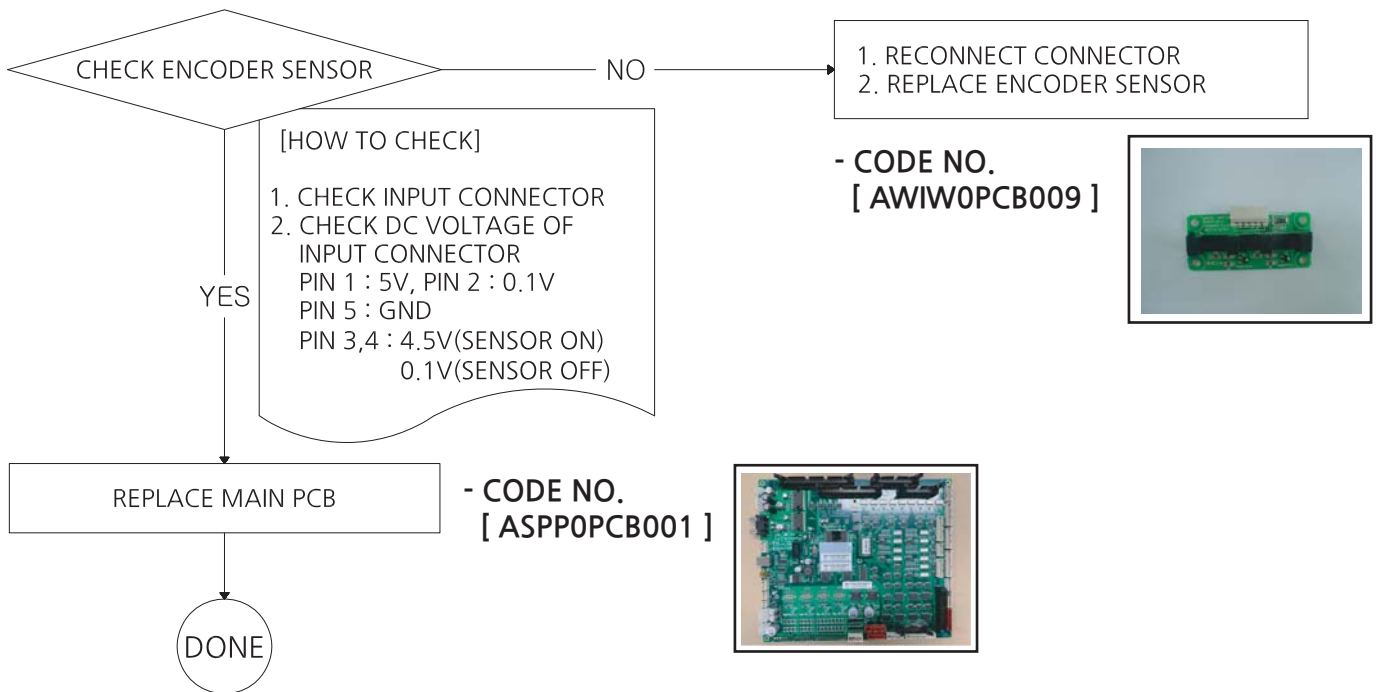 CHECK ENCODER SENSOR
NO
1. RECONNECT CONNECTOR
2. REPLACE ENCODER SENSOR
[HOW TO CHECK]
1. CHECK INPUT CONNECTOR
2. CHECK DC VOLTAGE OF
INPUT CONNECTOR
PIN 1 : 5V, PIN 2 : 0.1V
PIN 5 : GND
PIN 3,4 : 4.5V(SENSOR ON)
0.1V(SENSOR OFF)
- CODE NO.
[ AWIW0PCB009 ]
YES
REPLACE MAIN PCB
- CODE NO.
[ ASPP0PCB001 ]
DONE